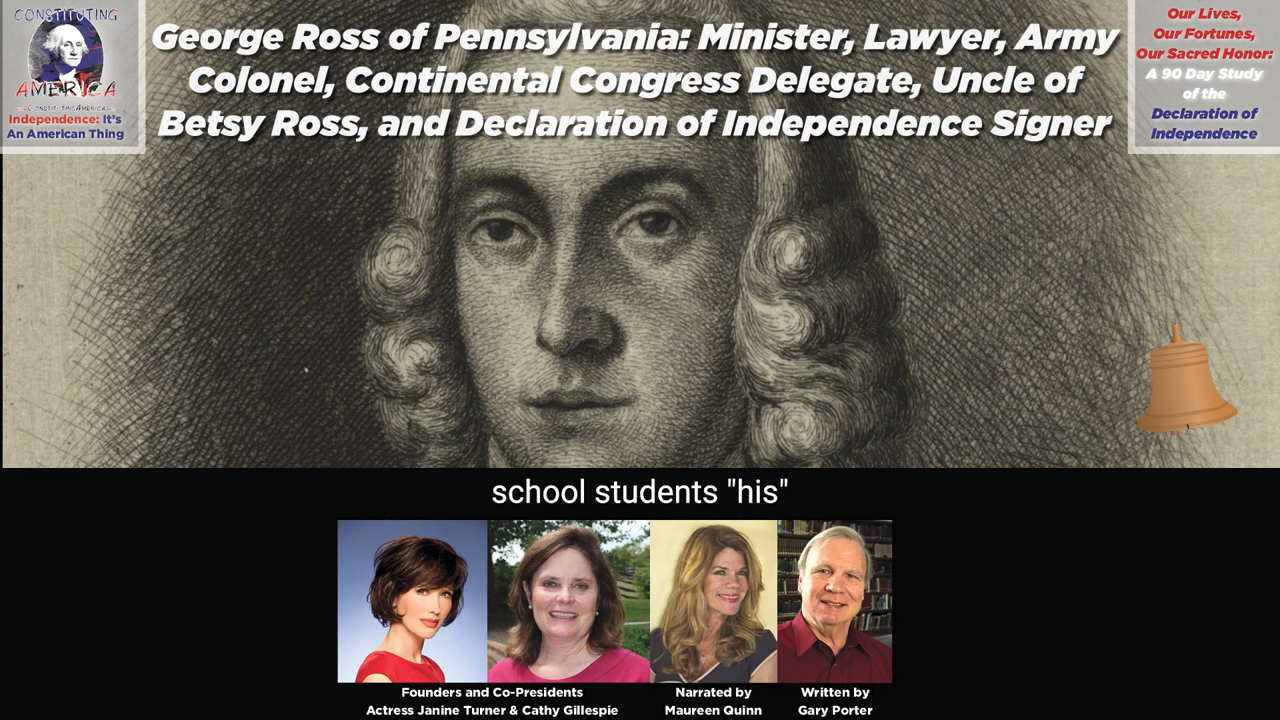 CONSTITUTING
AMERICA
Independence: It's
An American Thing
George Ross of Pennsylvania: Minister, Lawyer, Army
Colonel, Continental Congress Delegate, Uncle of
Betsy Ross, and Declaration of Independence Signer
Our Lives,
Our Fortunes,
Our Sacred Honor:
A 90 Day Study
of the
Declaration of
Independence
school students "his"
Founders and Co-Presidents
Actress Janine Turner & Cathy Gillespie
Narrated by
Maureen Quinn
Written by
Gary Porter